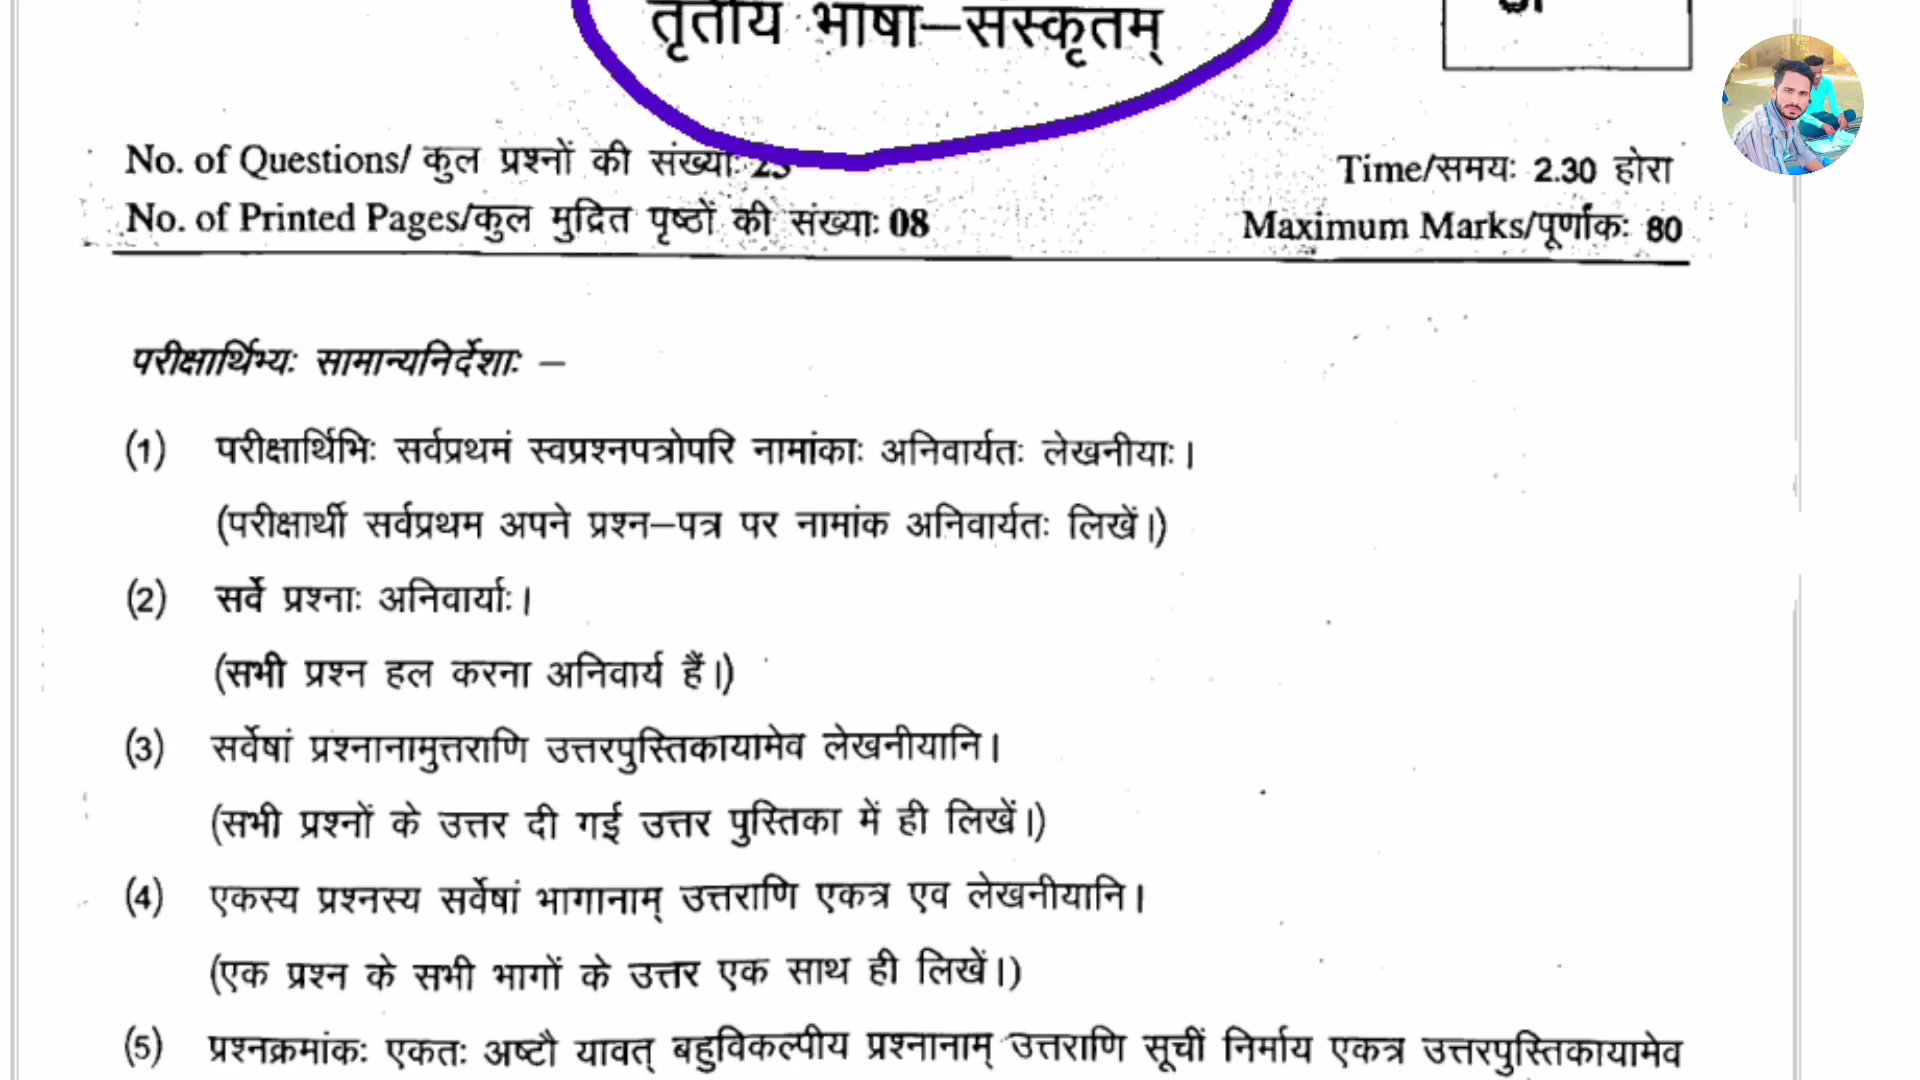 तृतीय भाषा–संस्कृतम्
No. of Questions/ कुल प्रश्नों की संख्याः 23
Time/समयः 2.30 होरा
No. of Printed Pages/कुल मुद्रित पृष्ठों की संख्याः 08
Maximum Marks/पूर्णांकः 80
परीक्षार्थिभ्यः सामान्यनिर्देशाः –
(1) परीक्षार्थिभिः सर्वप्रथमं स्वप्रश्नपत्रोपरि नामांकाः अनिवार्यतः लेखनीयाः।
(परीक्षार्थी सर्वप्रथम अपने प्रश्न–पत्र पर नामांक अनिवार्यतः लिखें।)
(2) सर्वे प्रश्नाः अनिवार्याः।
(सभी प्रश्न हल करना अनिवार्य हैं।)
(3) सर्वेषां प्रश्नानामुत्तराणि उत्तरपुस्तिकायामेव लेखनीयानि।
(सभी प्रश्नों के उत्तर दी गई उत्तर पुस्तिका में ही लिखें।)
(4) एकस्य प्रश्नस्य सर्वेषां भागानाम् उत्तराणि एकत्र एव लेखनीयानि।
(एक प्रश्न के सभी भागों के उत्तर एक साथ ही लिखें।)
(5) प्रश्नक्रमांकः एकतः अष्टौ यावत् बहुविकल्पीय प्रश्नानाम् उत्तराणि सूचीं निर्माय एकत्र उत्तरपुस्तिकायामेव